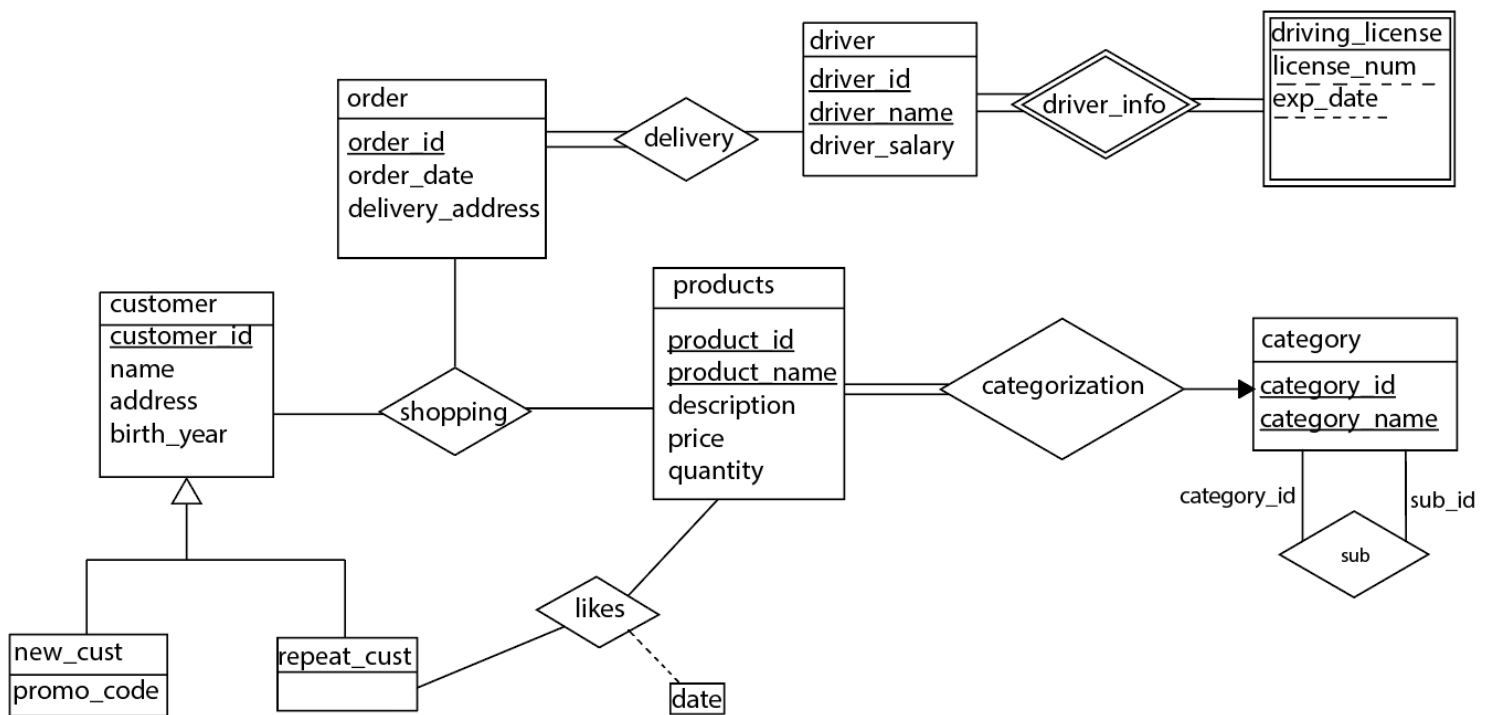 driver
driver_id
driver_name
driver_salary
driver_info
driving_license
license_num
exp_date
order
order_id
order_date
delivery_address
delivery
customer
customer_id
name
address
birth_year
shopping
products
product_id
product_name
description
price
quantity
categorization
category
category_id
category_name
category_id
sub_id
sub
likes
date
new_cust
promo_code
repeat_cust